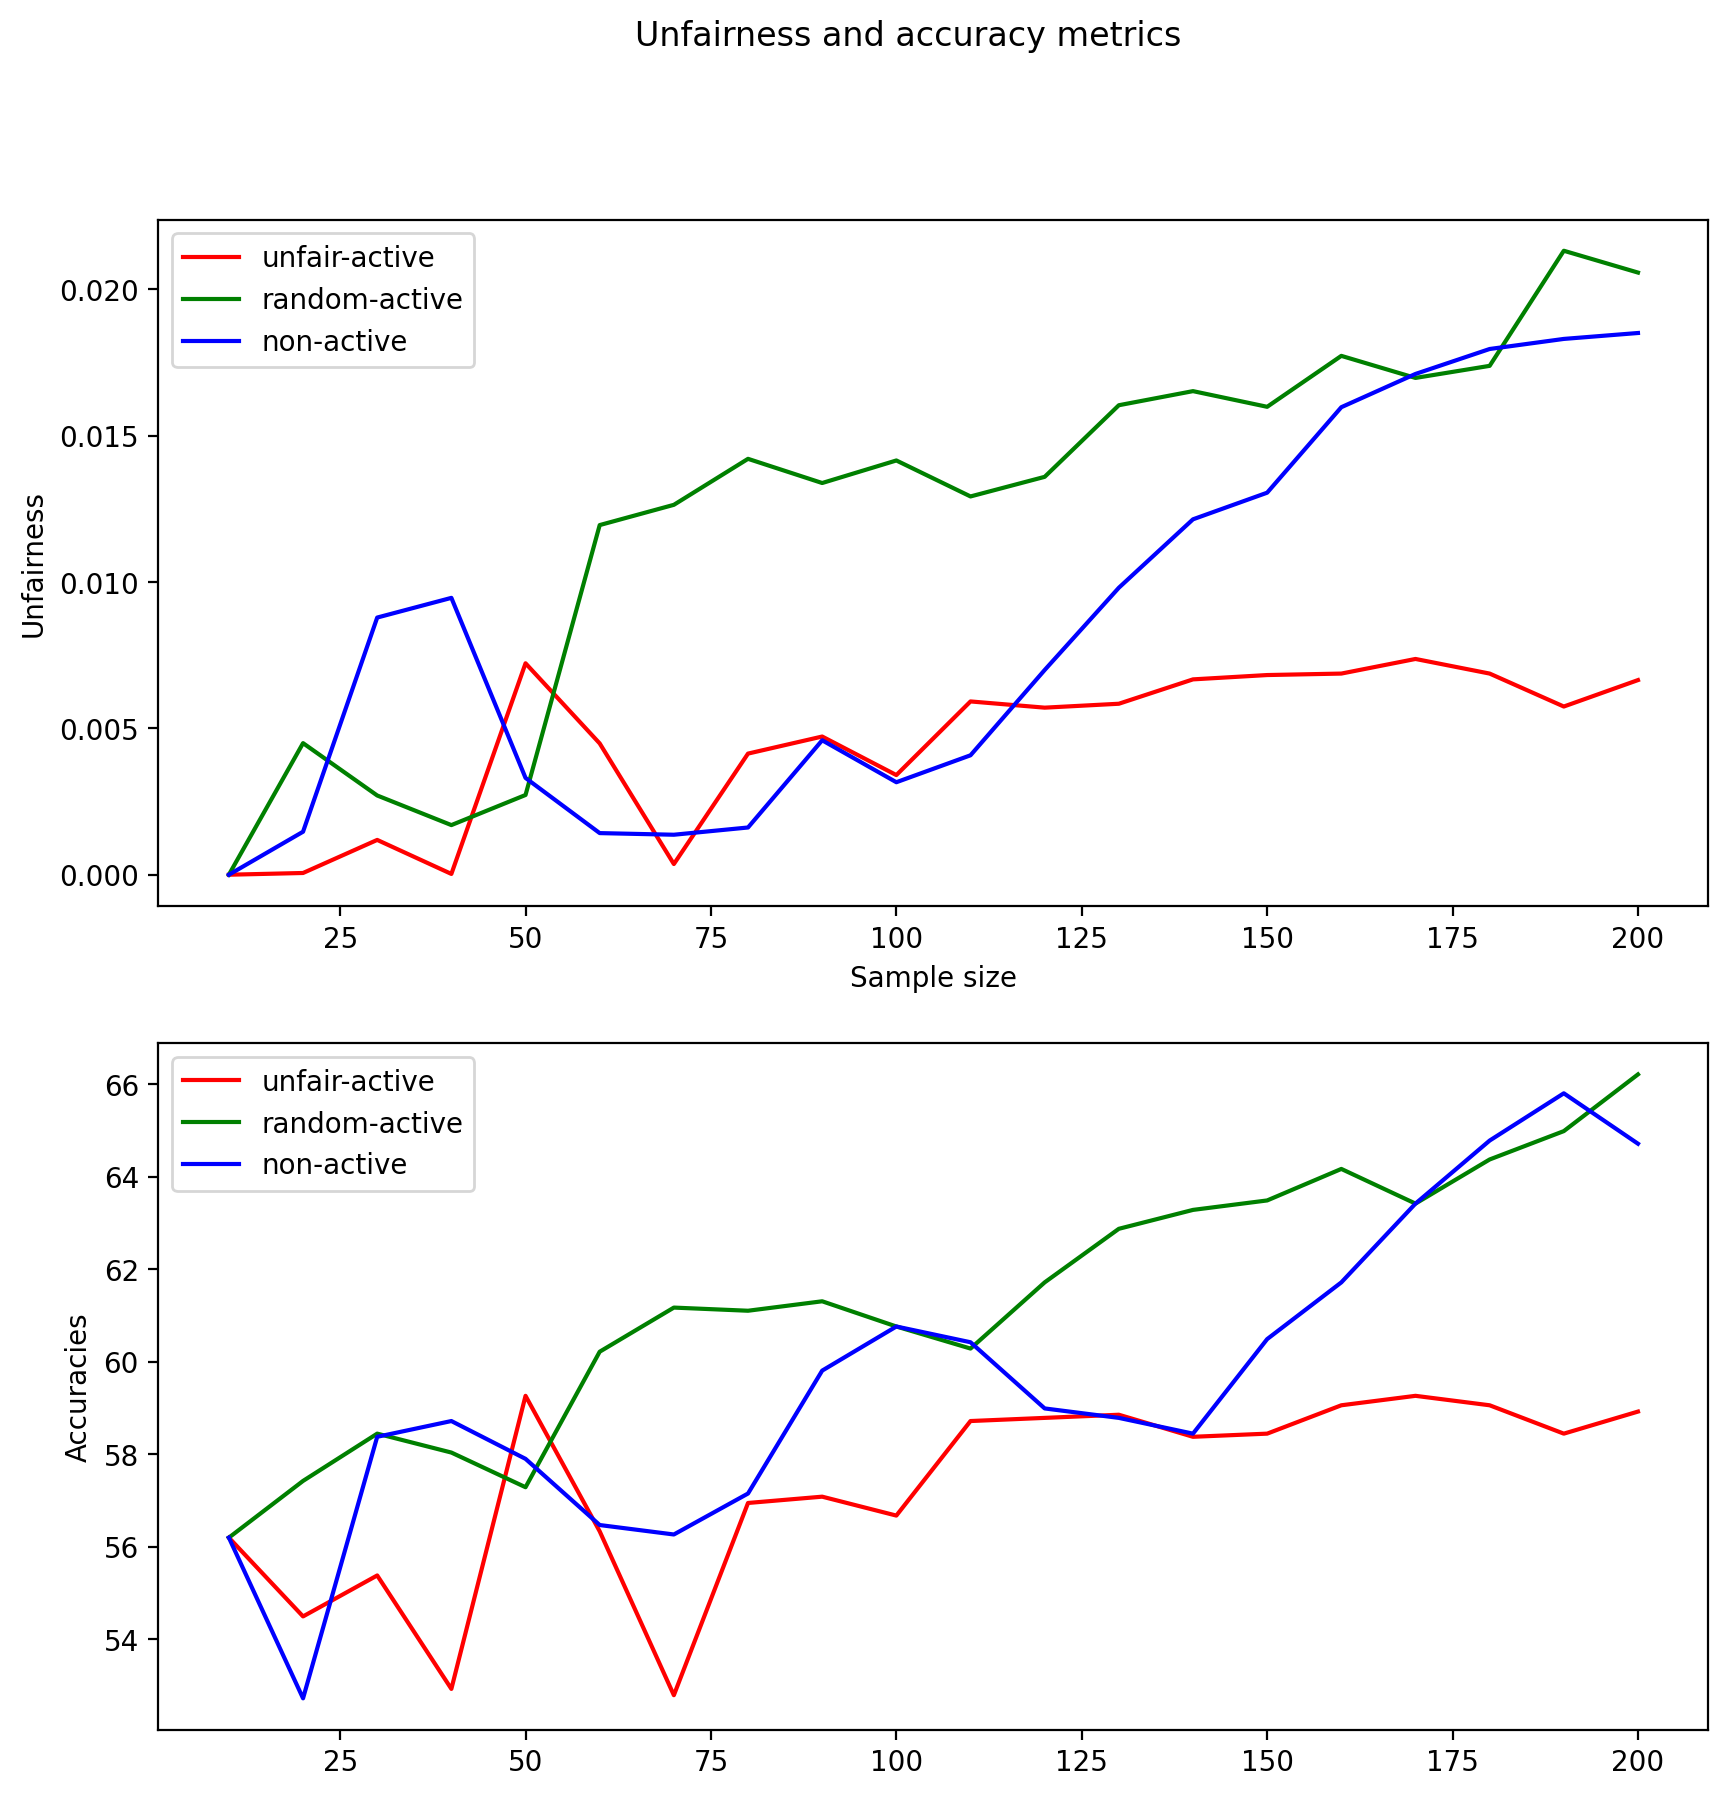 Unfairness and accuracy metrics
unfair-active
random-active
non-active
0.020
0.015
0.010
0.005
0.000
Unfairness
25 50 75 100 125 150 175 200
Sample size
unfair-active
random-active
non-active
66
64
62
60
58
56
54
Accuracies
25 50 75 100 125 150 175 200